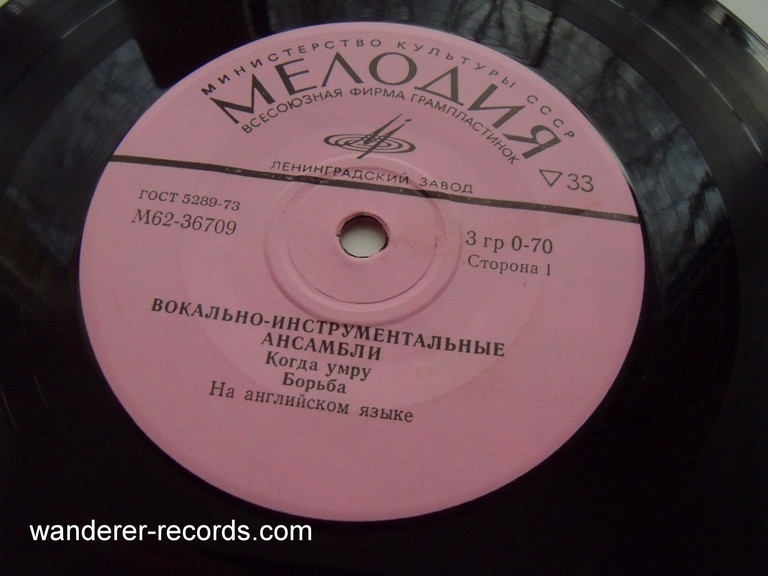 МИНИСТЕРСТВО КУЛЬТУРЫ СССР
МЕЛОДИЯ
ВСЕСОЮЗНАЯ ФИРМА ГРАМПЛАСТИНОК
ЛЕНИНГРАДСКИЙ ЗАВОД
33
ГОСТ 5289-73
М62-36709
3 гр 0-70
Сторона 1
ВОКАЛЬНО-ИНСТРУМЕНТАЛЬНЫЕ
АНСАМБЛИ
Когда умру
Борьба
На английском языке
wanderer-records.com